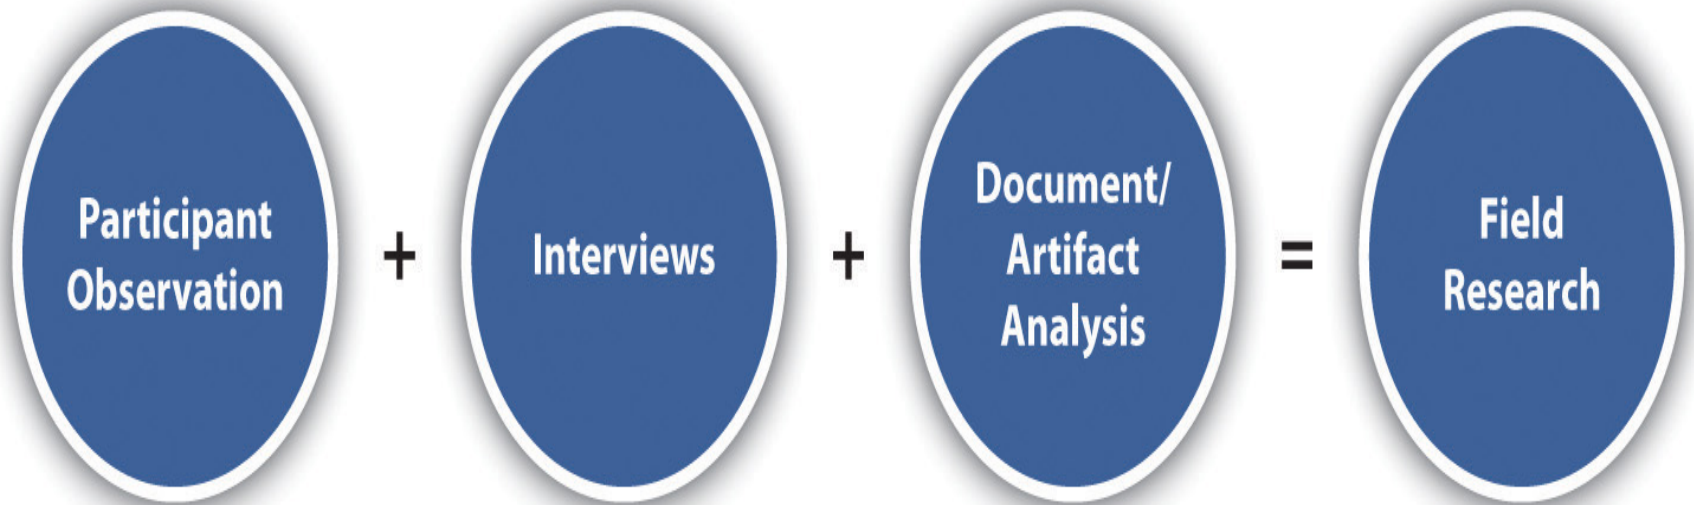 Participant
Observation
+
Interviews
+
Document/
Artifact
Analysis
=
Field
Research